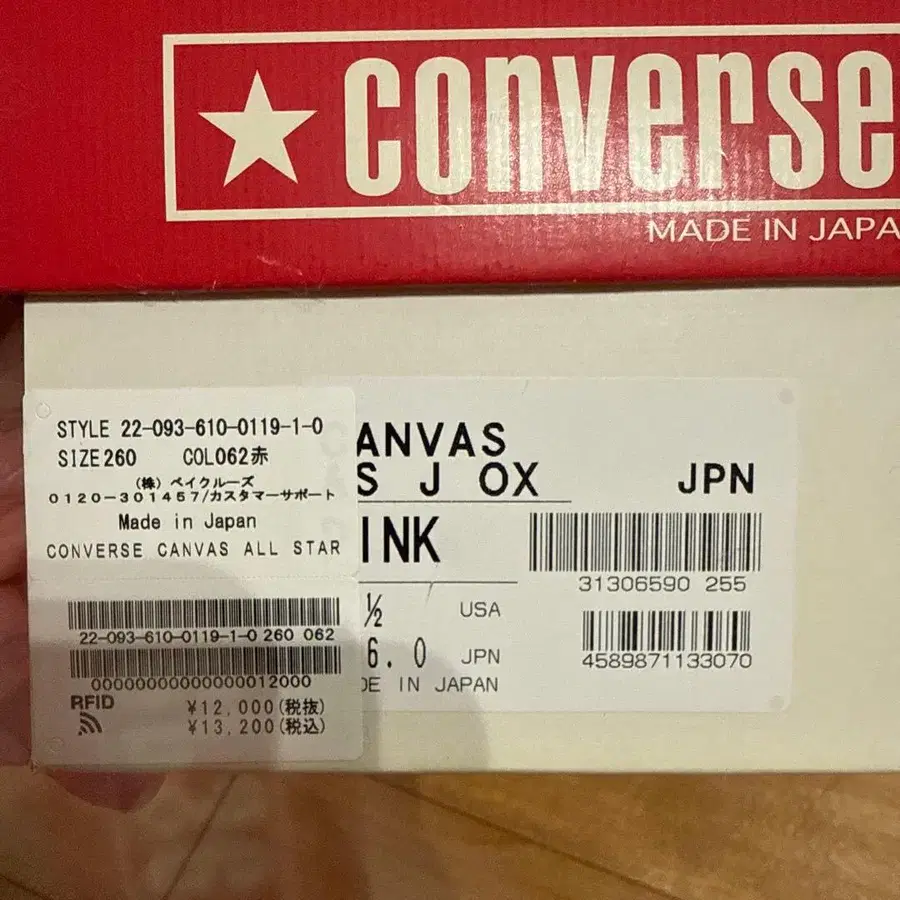 ★ converse
MADE IN JAPA
STYLE 22-093-610-0119-1-0
SIZE260 COL062赤
(株) ベイクルーズ
0120-301457/カスタマーサポート
Made in Japan
CONVERSE CANVAS ALL STAR
22-093-610-0119-1-0 260 062
00000000000000012000
RFID
¥12,000(税抜)
¥13,200(税込)
ANVAS
S J OX JPN
INK
31306590 255
½ USA
6.0 JPN
4589871133070
DE IN JAPAN